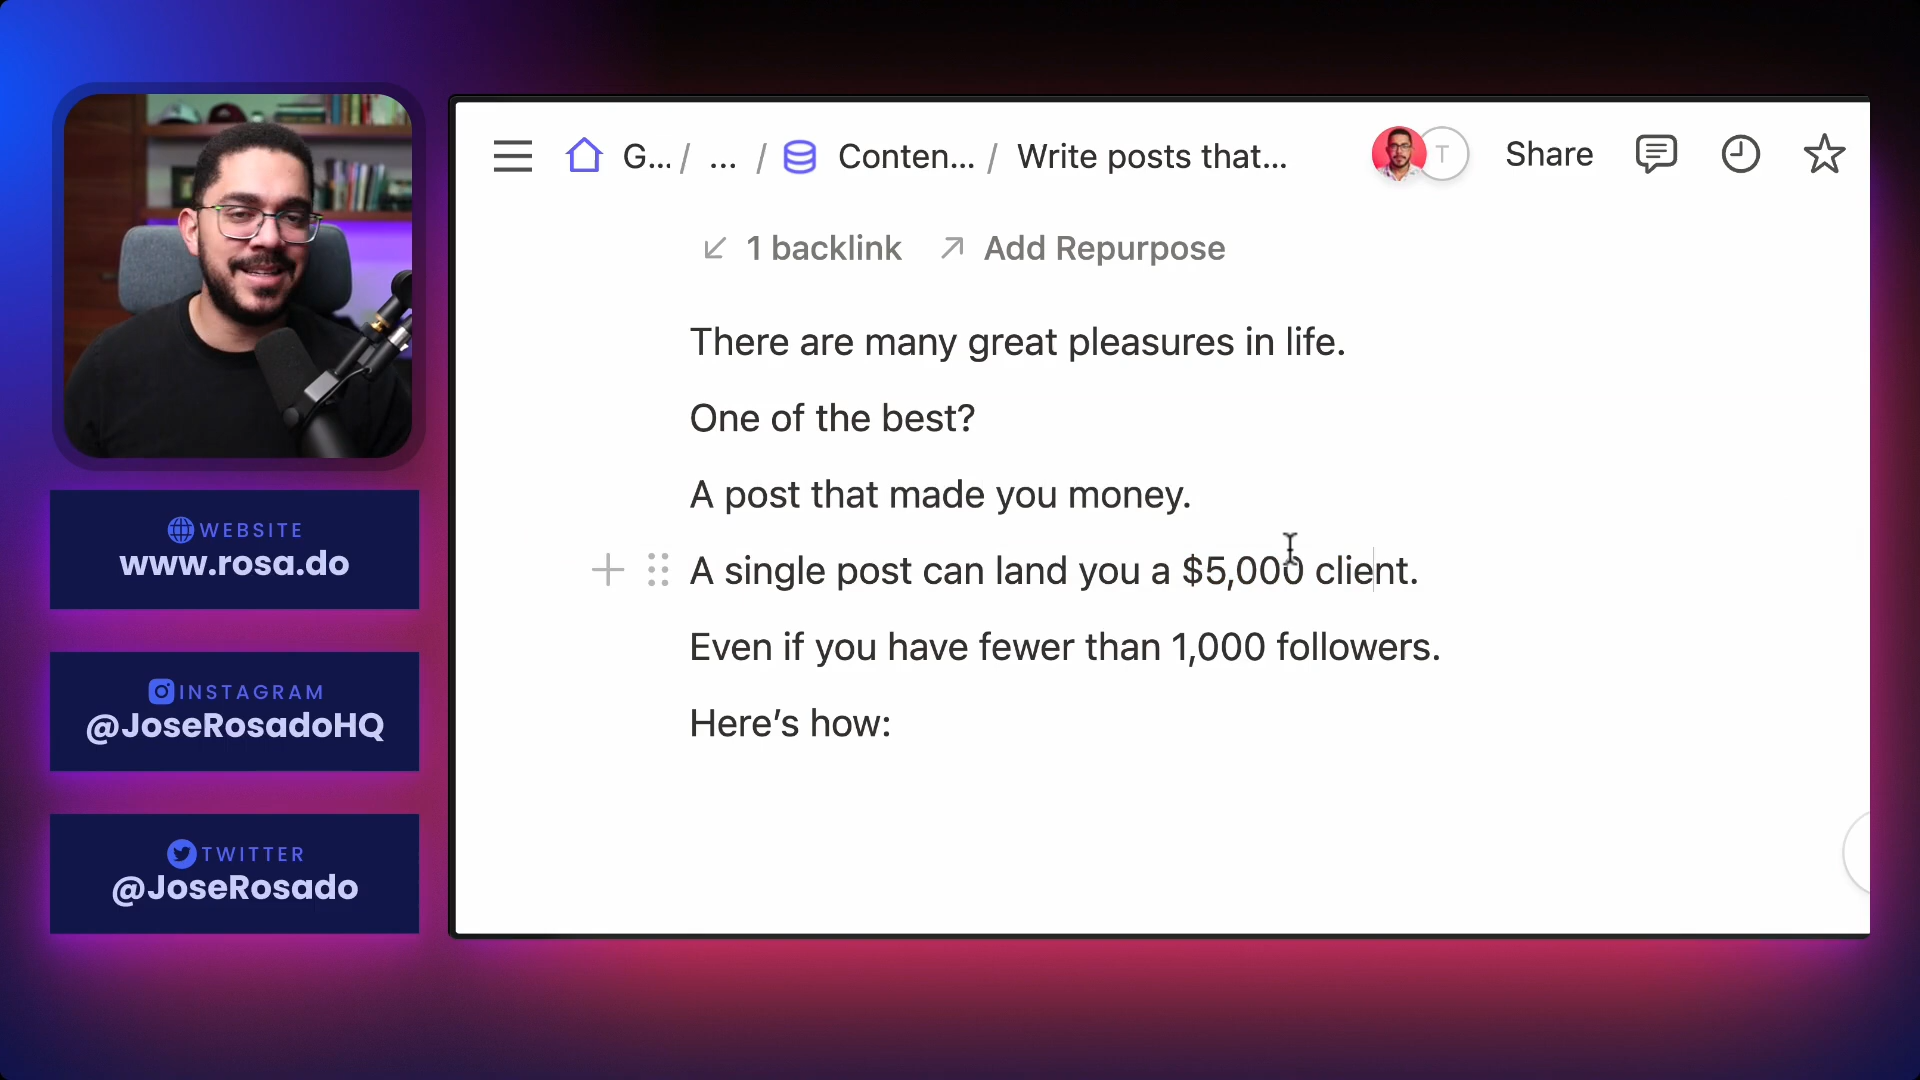 WEBSITE
www.rosa.do
INSTAGRAM
@JoseRosadoHQ
TWITTER
@JoseRosado
G... / ... / Conten... / Write posts that...
T
Share
1 backlink Add Repurpose
There are many great pleasures in life.
One of the best?
A post that made you money.
A single post can land you a $5,000 client.
Even if you have fewer than 1,000 followers.
Here’s how: